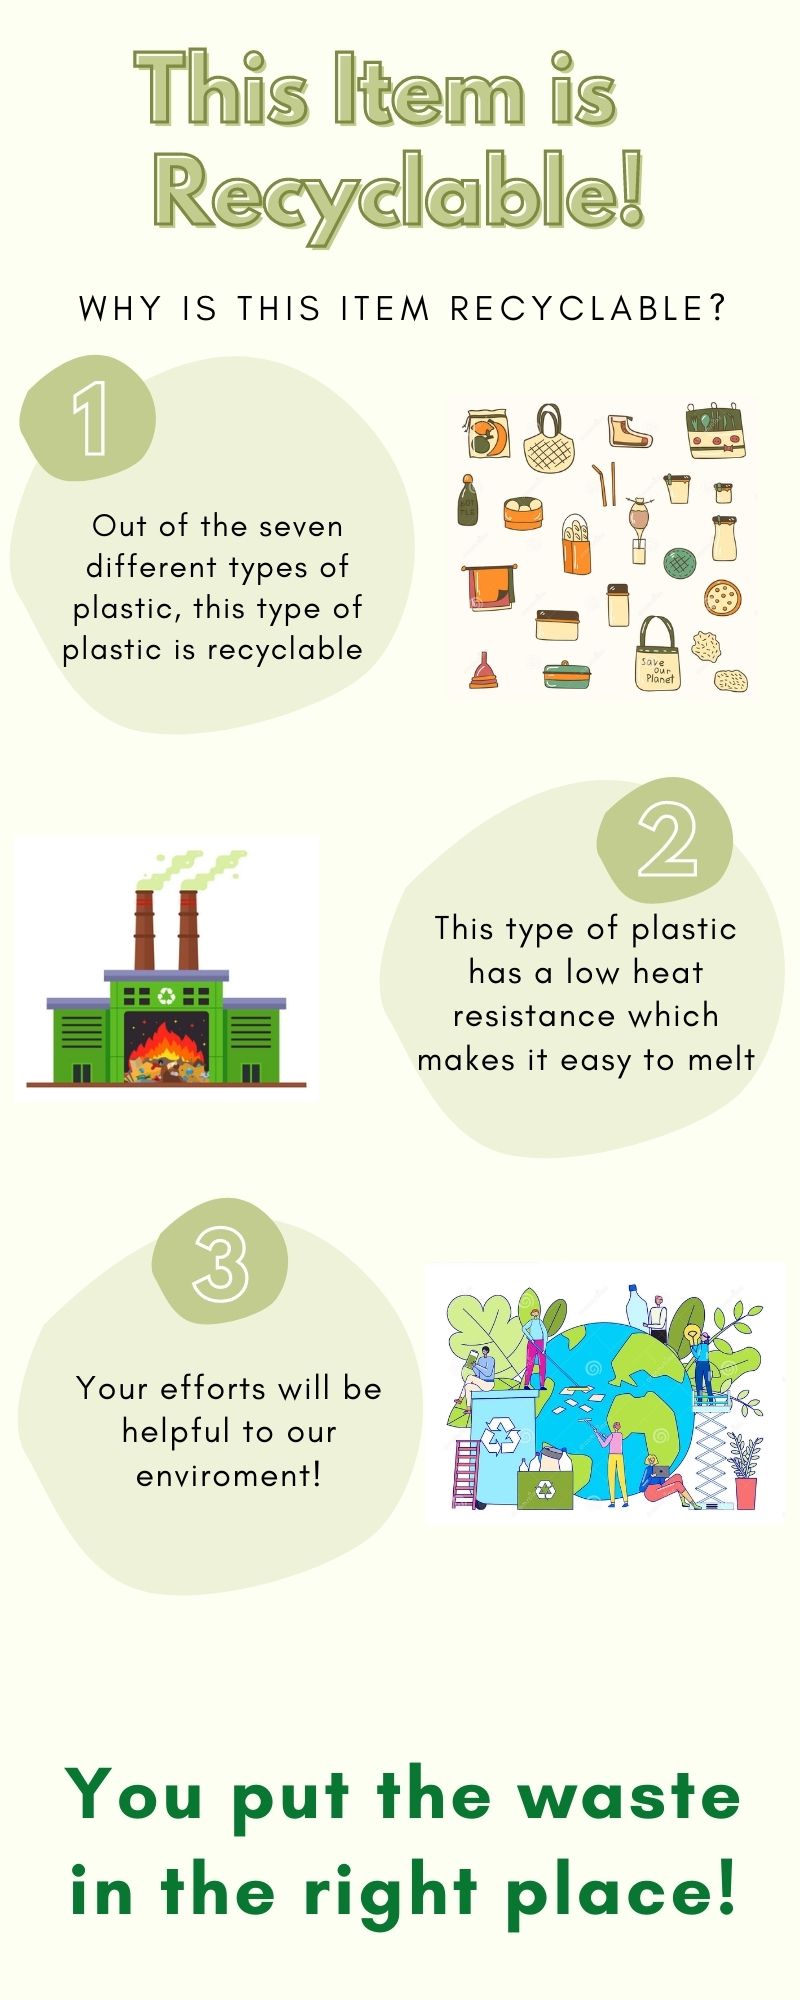 This Item is
Recyclable!
WHY IS THIS ITEM RECYCLABLE?
1
Out of the seven
different types of
plastic, this type of
plastic is recyclable
BOT
TLE
Save
our
Planet
2
This type of plastic
has a low heat
resistance which
makes it easy to melt
3
Your efforts will be
helpful to our
enviroment!
You put the waste
in the right place!